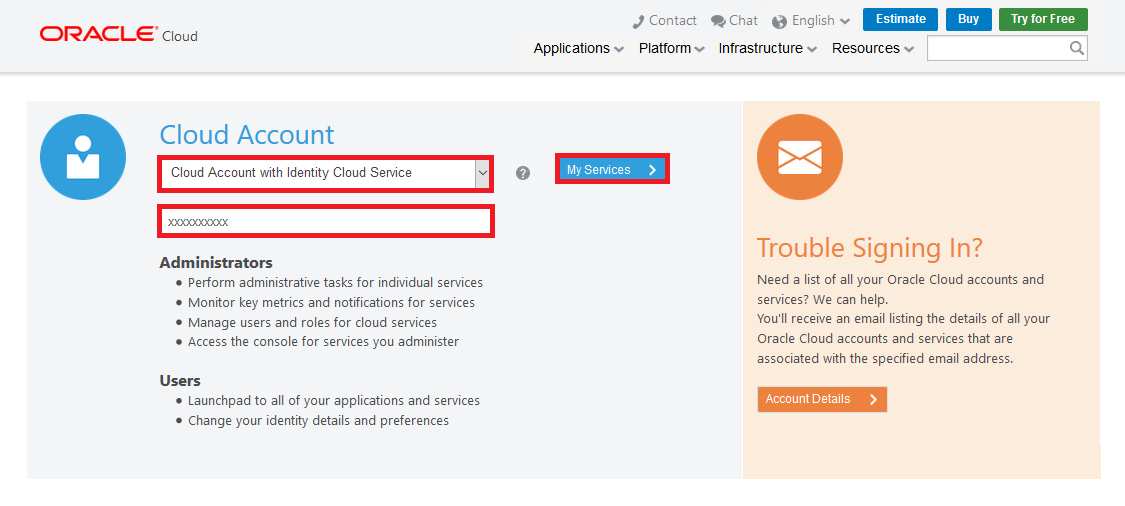 Contact Chat English Estimate Buy Try for Free
ORACLE® Cloud
Applications Platform Infrastructure Resources
Cloud Account
Cloud Account with Identity Cloud Service ? My Services
xxxxxxxxxx
Administrators
• Perform administrative tasks for individual services
• Monitor key metrics and notifications for services
• Manage users and roles for cloud services
• Access the console for services you administer
Users
• Launchpad to all of your applications and services
• Change your identity details and preferences
Trouble Signing In?
Need a list of all your Oracle Cloud accounts and
services? We can help.
You'll receive an email listing the details of all your
Oracle Cloud accounts and services that are
associated with the specified email address.
Account Details